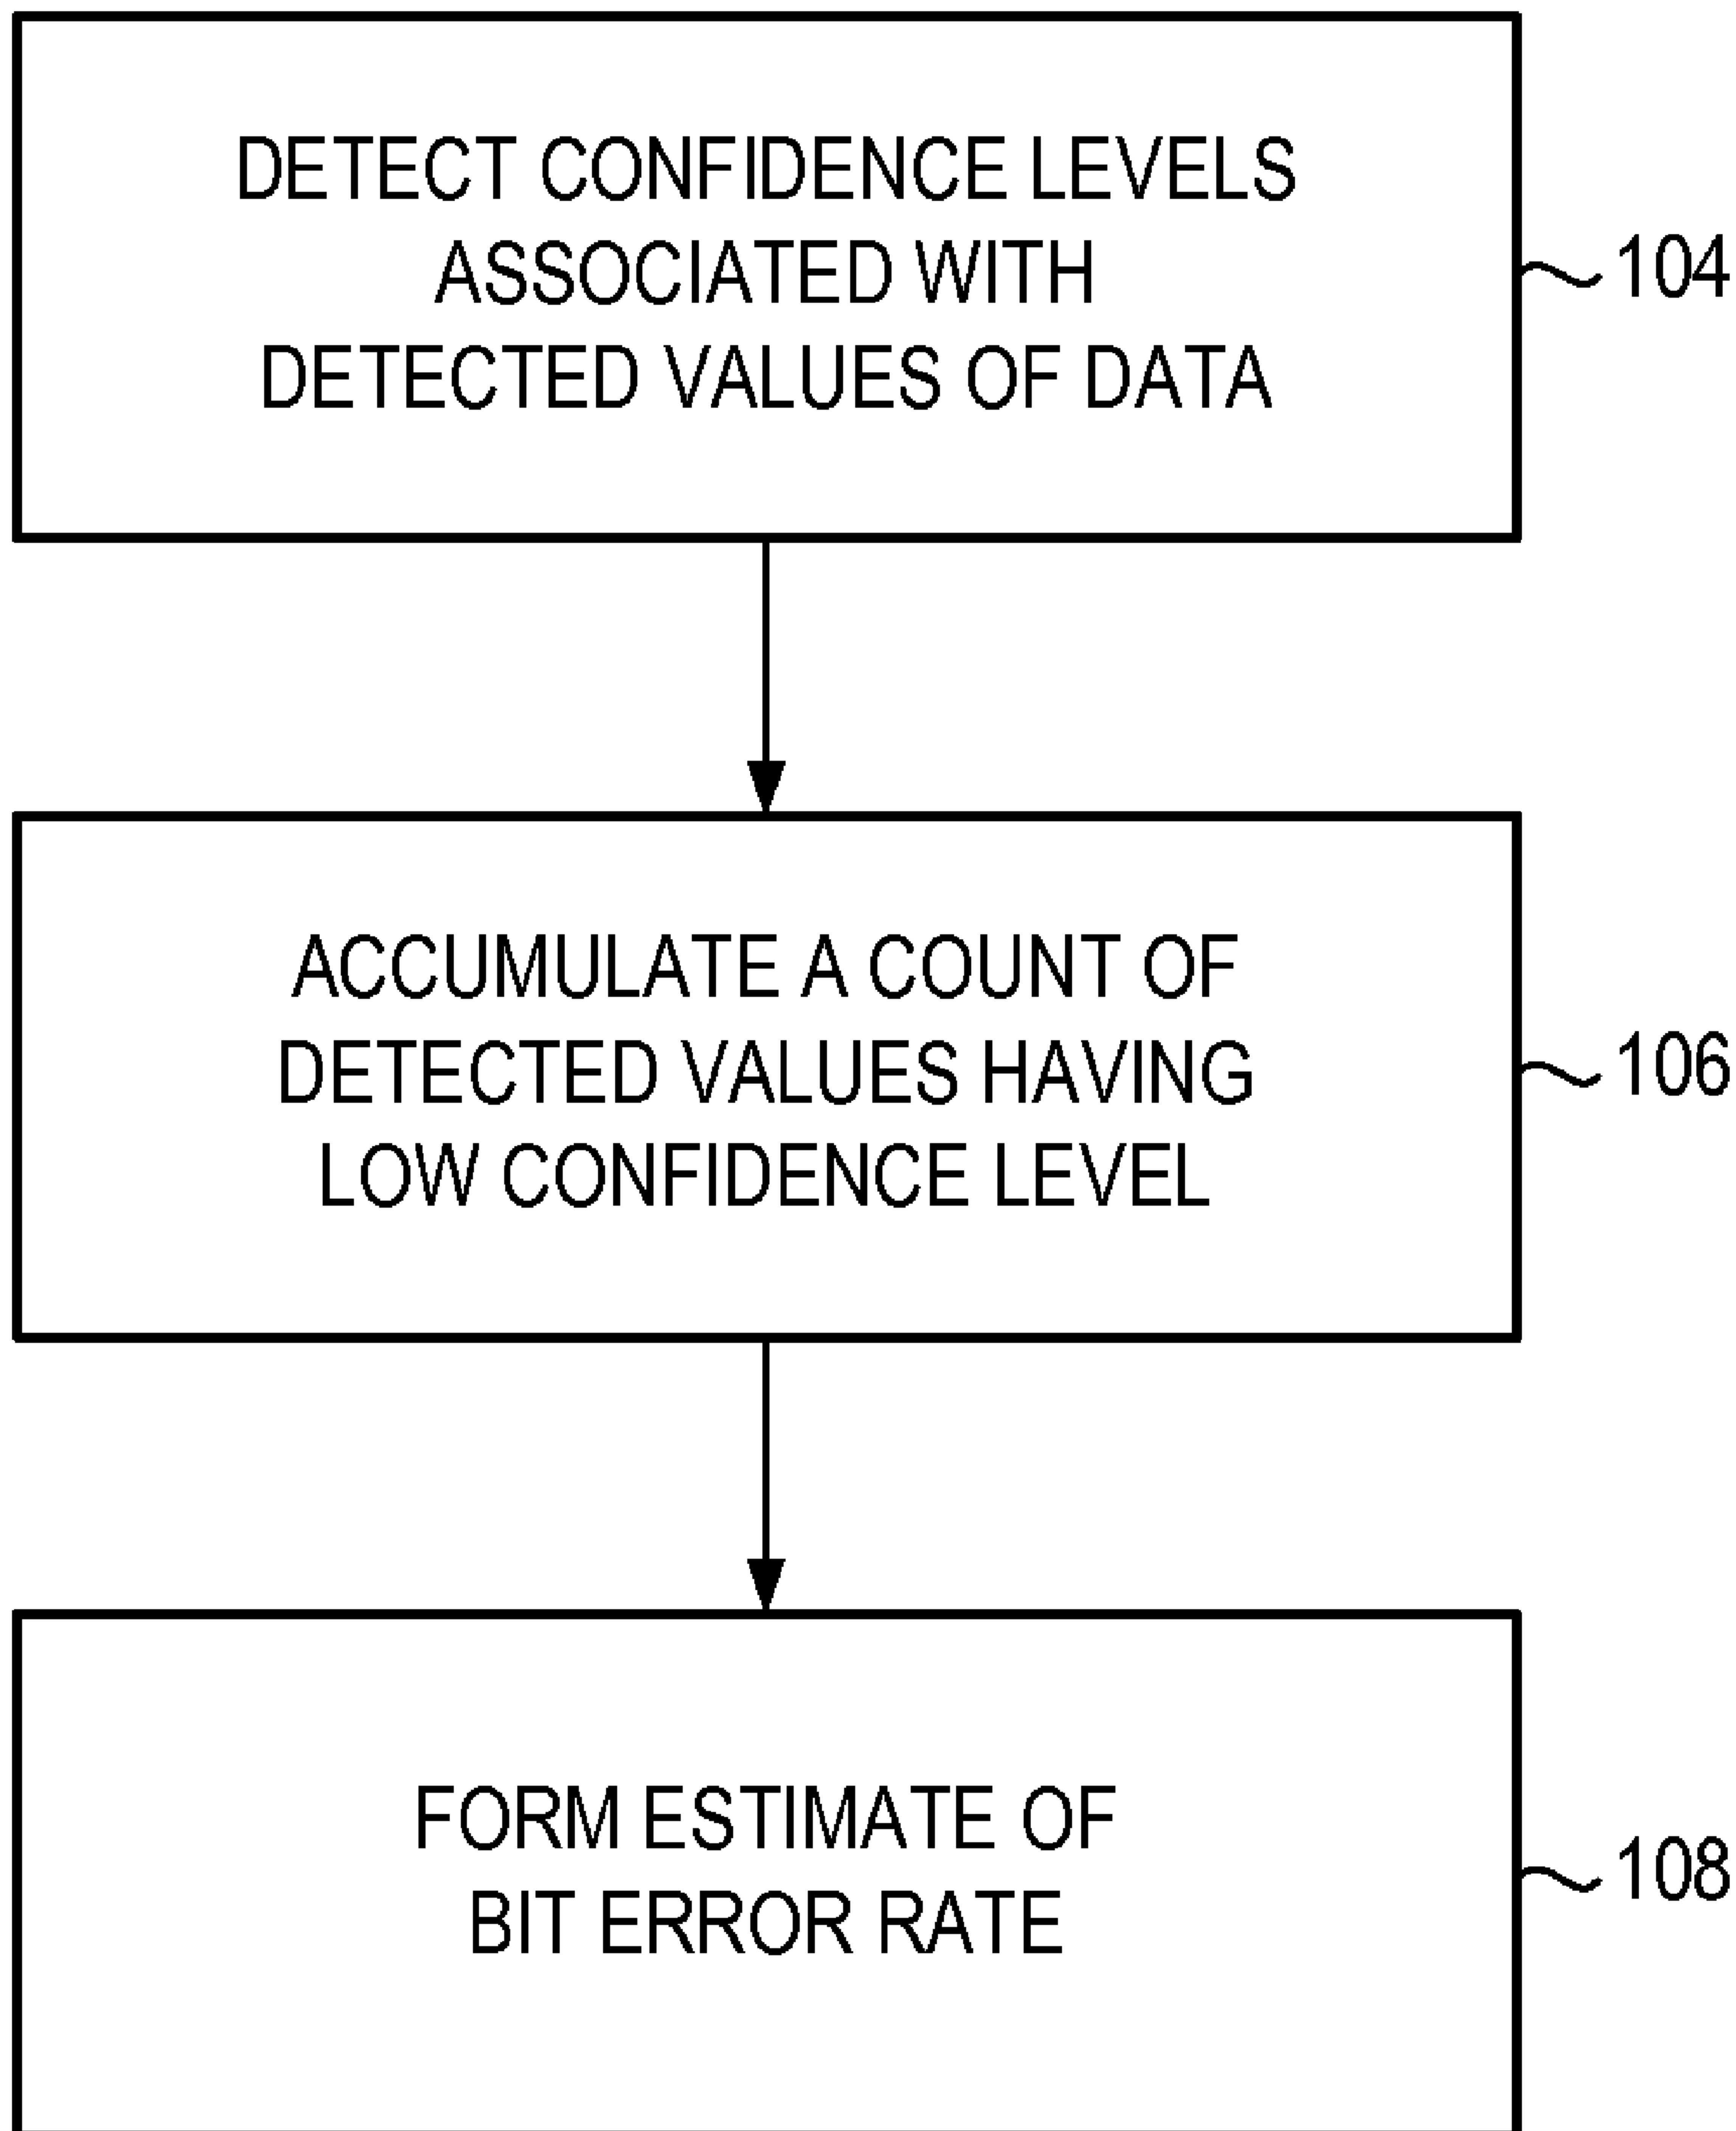 DETECT CONFIDENCE LEVELS
ASSOCIATED WITH
DETECTED VALUES OF DATA
104
ACCUMULATE A COUNT OF
DETECTED VALUES HAVING
LOW CONFIDENCE LEVEL
106
FORM ESTIMATE OF
BIT ERROR RATE
108